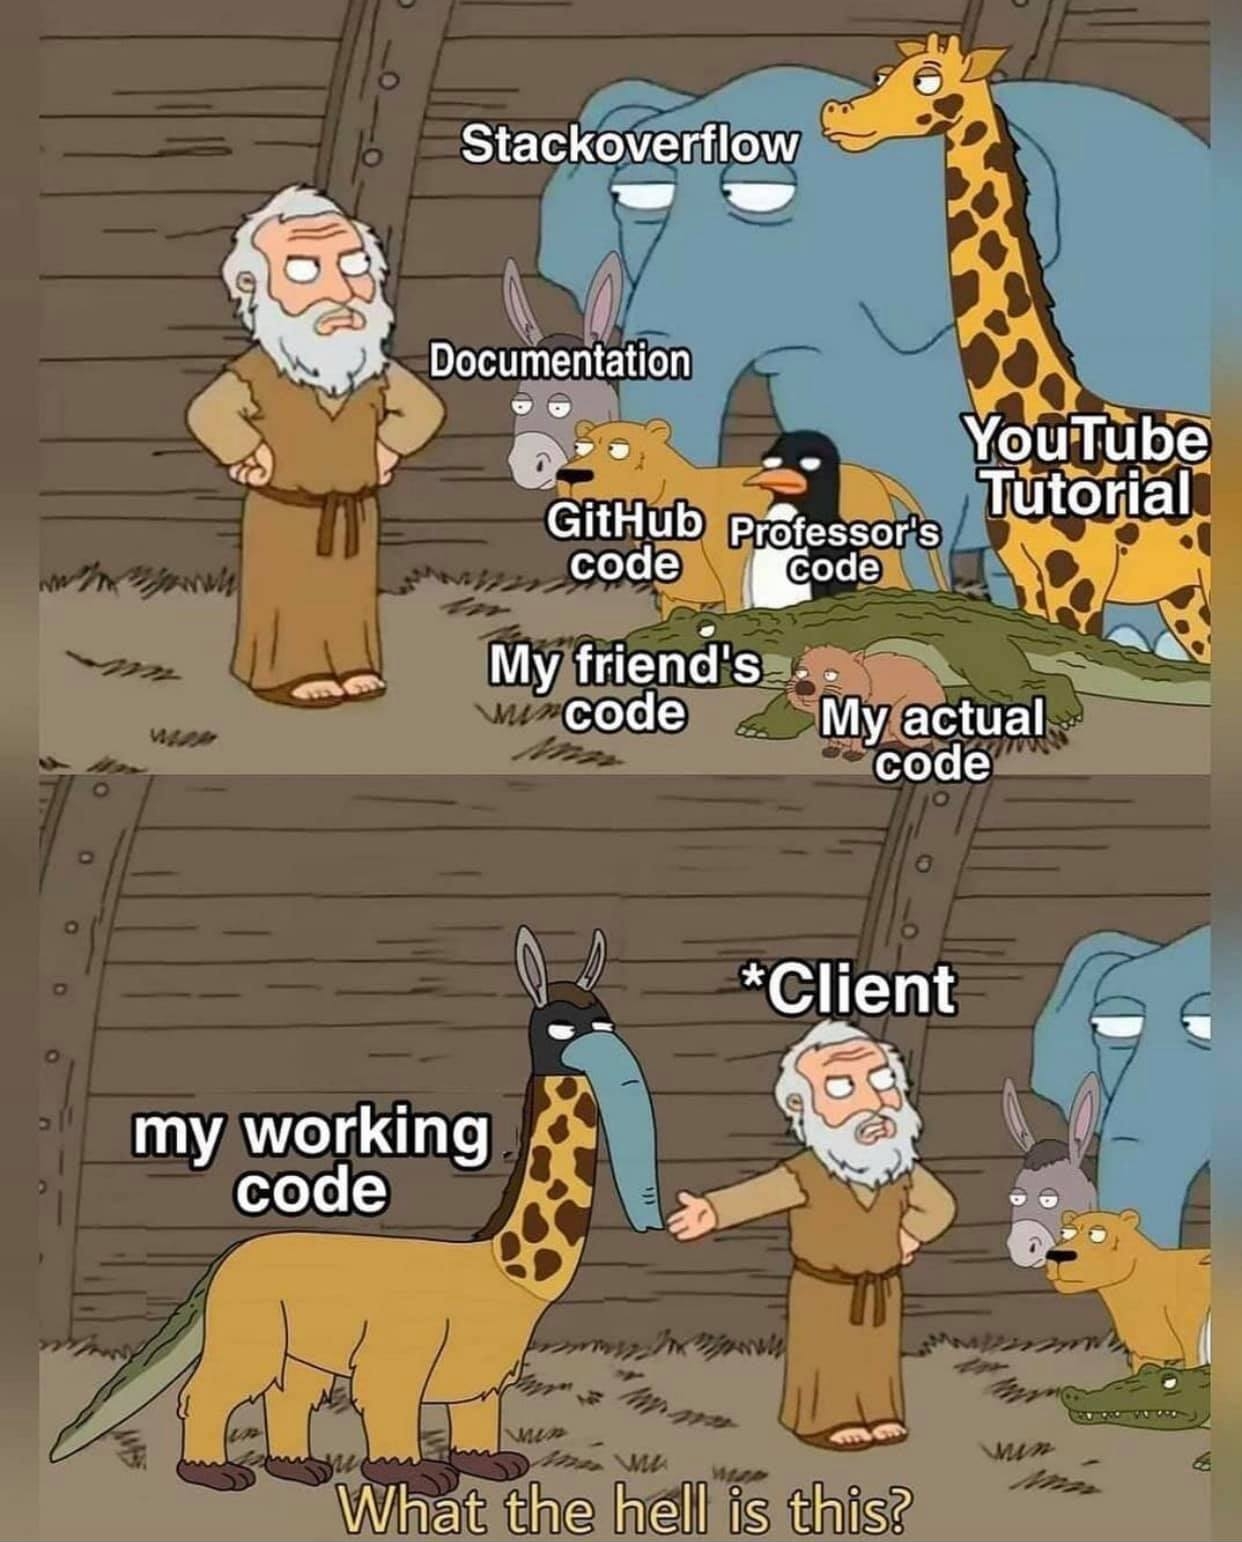 Stackoverflow
Documentation
YouTube
Tutorial
GitHub
code
Professor's
code
My friend's
code
My actual
code
*Client
my working
code
What the hell is this?